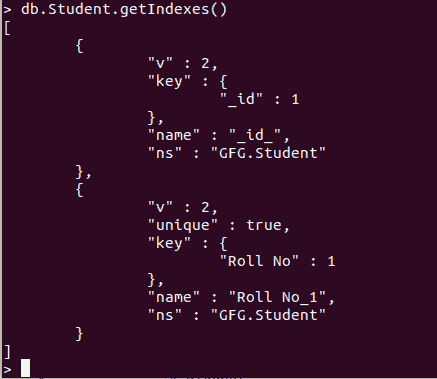 > db.Student.getIndexes()
[
        {
                "v" : 2,
                "key" : {
                        "_id" : 1
                },
                "name" : "_id_",
                "ns" : "GFG.Student"
        },
        {
                "v" : 2,
                "unique" : true,
                "key" : {
                        "Roll No" : 1
                },
                "name" : "Roll No_1",
                "ns" : "GFG.Student"
        }
]
>